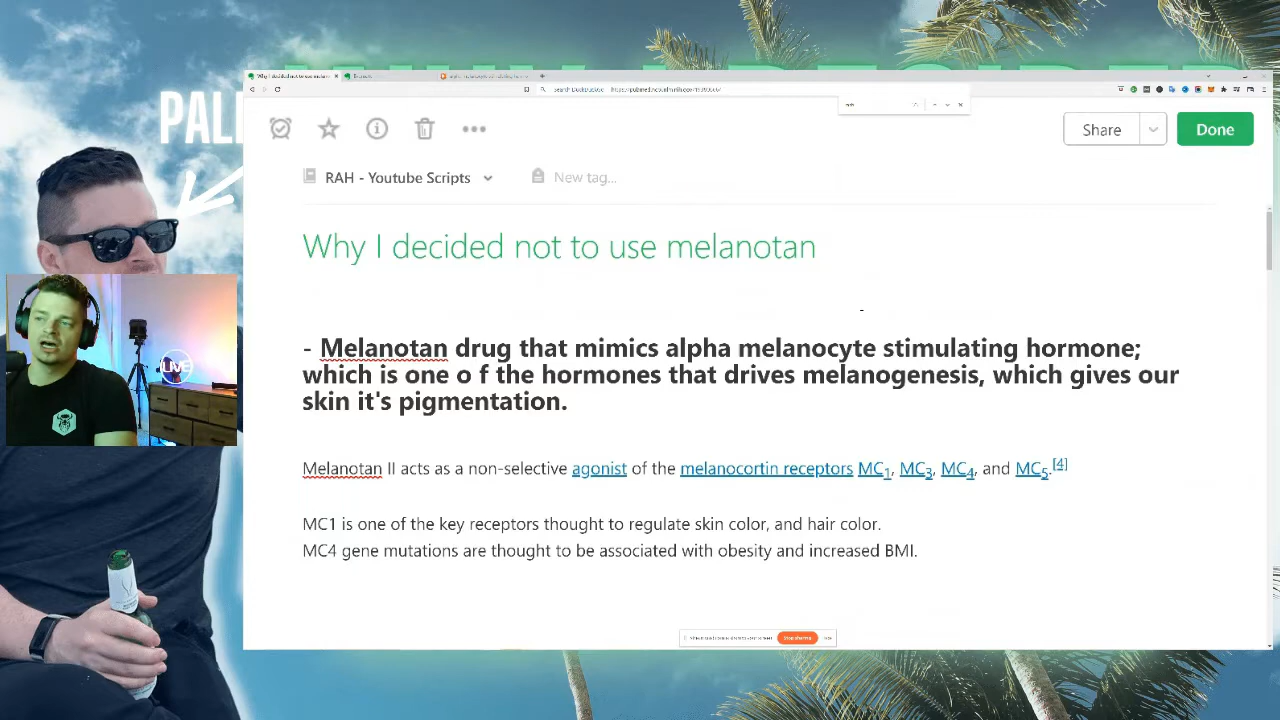 Share
Done
RAH - Youtube Scripts
New tag...
PAL
Why I decided not to use melanotan
- Melanotan drug that mimics alpha melanocyte stimulating hormone;
which is one o f the hormones that drives melanogenesis, which gives our
skin it's pigmentation.
LIVE
Melanotan II acts as a non-selective agonist of the melanocortin receptors MC1, MC3, MC4, and MC5.[4]
MC1 is one of the key receptors thought to regulate skin color, and hair color.
MC4 gene mutations are thought to be associated with obesity and increased BMI.